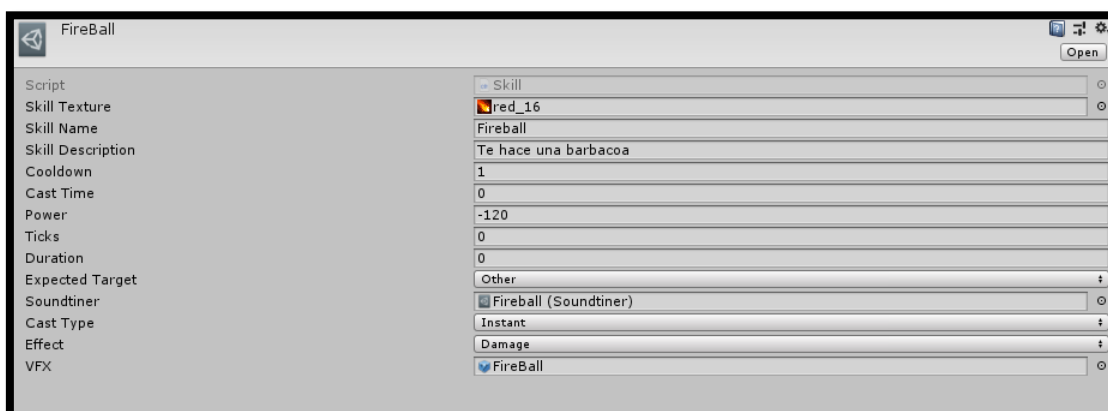 FireBall
Open
Script Skill
Skill Texture red_16
Skill Name Fireball
Skill Description Te hace una barbacoa
Cooldown 1
Cast Time 0
Power -120
Ticks 0
Duration 0
Expected Target Other
Soundtiner Fireball (Soundtiner)
Cast Type Instant
Effect Damage
VFX FireBall